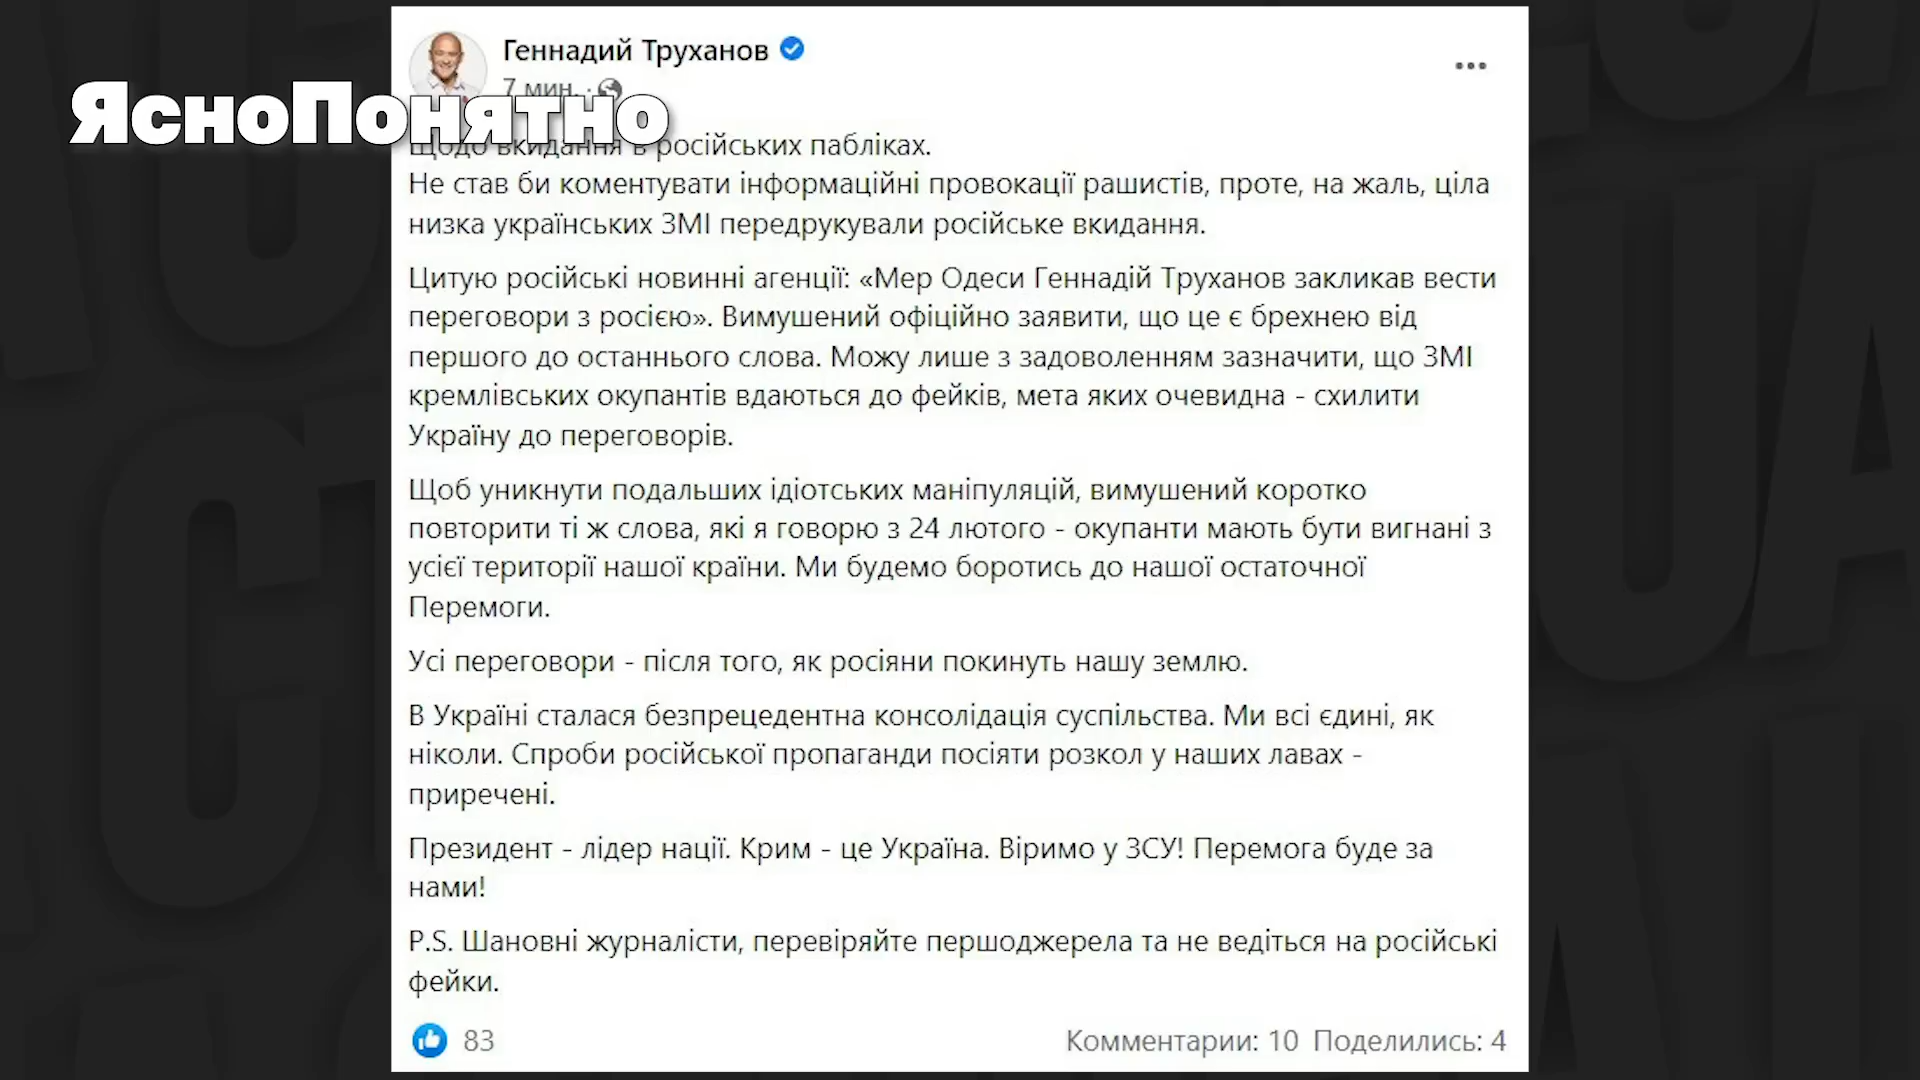 Геннадий Труханов
7 мин. ·
ЯсноПонятно
Щодо вкидання в російських пабліках.
Не став би коментувати інформаційні провокації рашистів, проте, на жаль, ціла
низка українських ЗМІ передрукували російське вкидання.
Цитую російські новинні агенції: «Мер Одеси Геннадій Труханов закликав вести
переговори з росією». Вимушений офіційно заявити, що це є брехнею від
першого до останнього слова. Можу лише з задоволенням зазначити, що ЗМІ
кремлівських окупантів вдаються до фейків, мета яких очевидна - схилити
Україну до переговорів.
Щоб уникнути подальших ідіотських маніпуляцій, вимушений коротко
повторити ті ж слова, які я говорю з 24 лютого - окупанти мають бути вигнані з
усієї території нашої країни. Ми будемо боротись до нашої остаточної
Перемоги.
Усі переговори - після того, як росіяни покинуть нашу землю.
В Україні сталася безпрецедентна консолідація суспільства. Ми всі єдині, як
ніколи. Спроби російської пропаганди посіяти розкол у наших лавах -
приречені.
Президент - лідер нації. Крим - це Україна. Віримо у ЗСУ! Перемога буде за
нами!
P.S. Шановні журналісти, перевіряйте першоджерела та не ведіться на російські
фейки.
83
Комментарии: 10 Поделились: 4